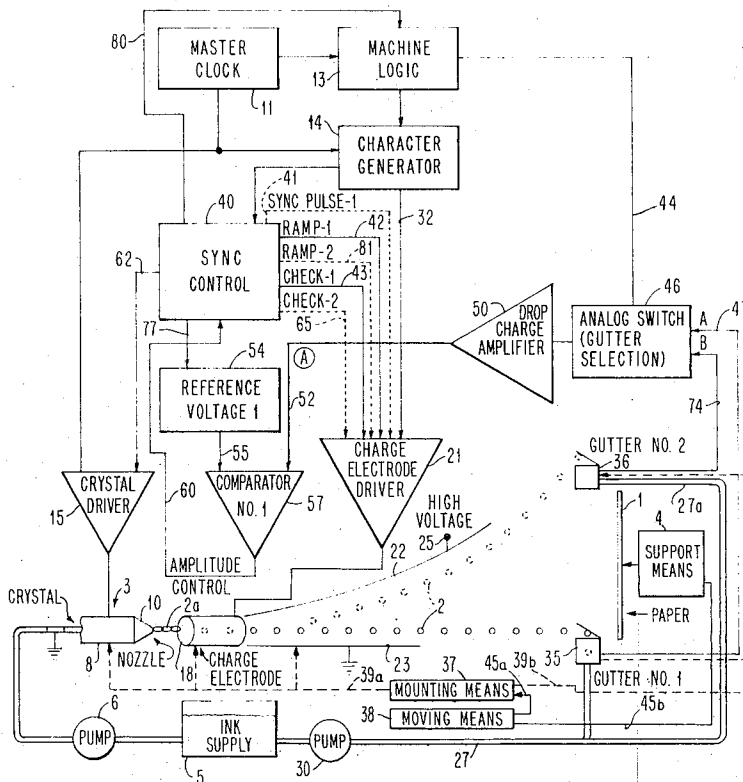 80
MASTER CLOCK
11
MACHINE LOGIC
13
14
CHARACTER GENERATOR
41
40
SYNC PULSE-1
32
44
RAMP-1
42
SYNC CONTROL
RAMP-2
81
62
CHECK-1
43
CHECK-2
65
77
50
DROP CHARGE AMPLIFIER
46
ANALOG SWITCH (GUTTER SELECTION)
A
B
54
REFERENCE VOLTAGE 1
A
52
74
55
CHARGE ELECTRODE DRIVER
21
GUTTER NO. 2
36
CRYSTAL DRIVER
15
60
COMPARATOR NO. 1
57
HIGH VOLTAGE
25
27a
1
4
SUPPORT MEANS
AMPLITUDE CONTROL
22
3
CRYSTAL
10
2a
2
PAPER
8
NOZZLE
18
CHARGE ELECTRODE
23
35
45a
39b
39a
37
MOUNTING MEANS
GUTTER NO. 1
6
PUMP
INK SUPPLY
5
38
MOVING MEANS
45b
PUMP
30
27